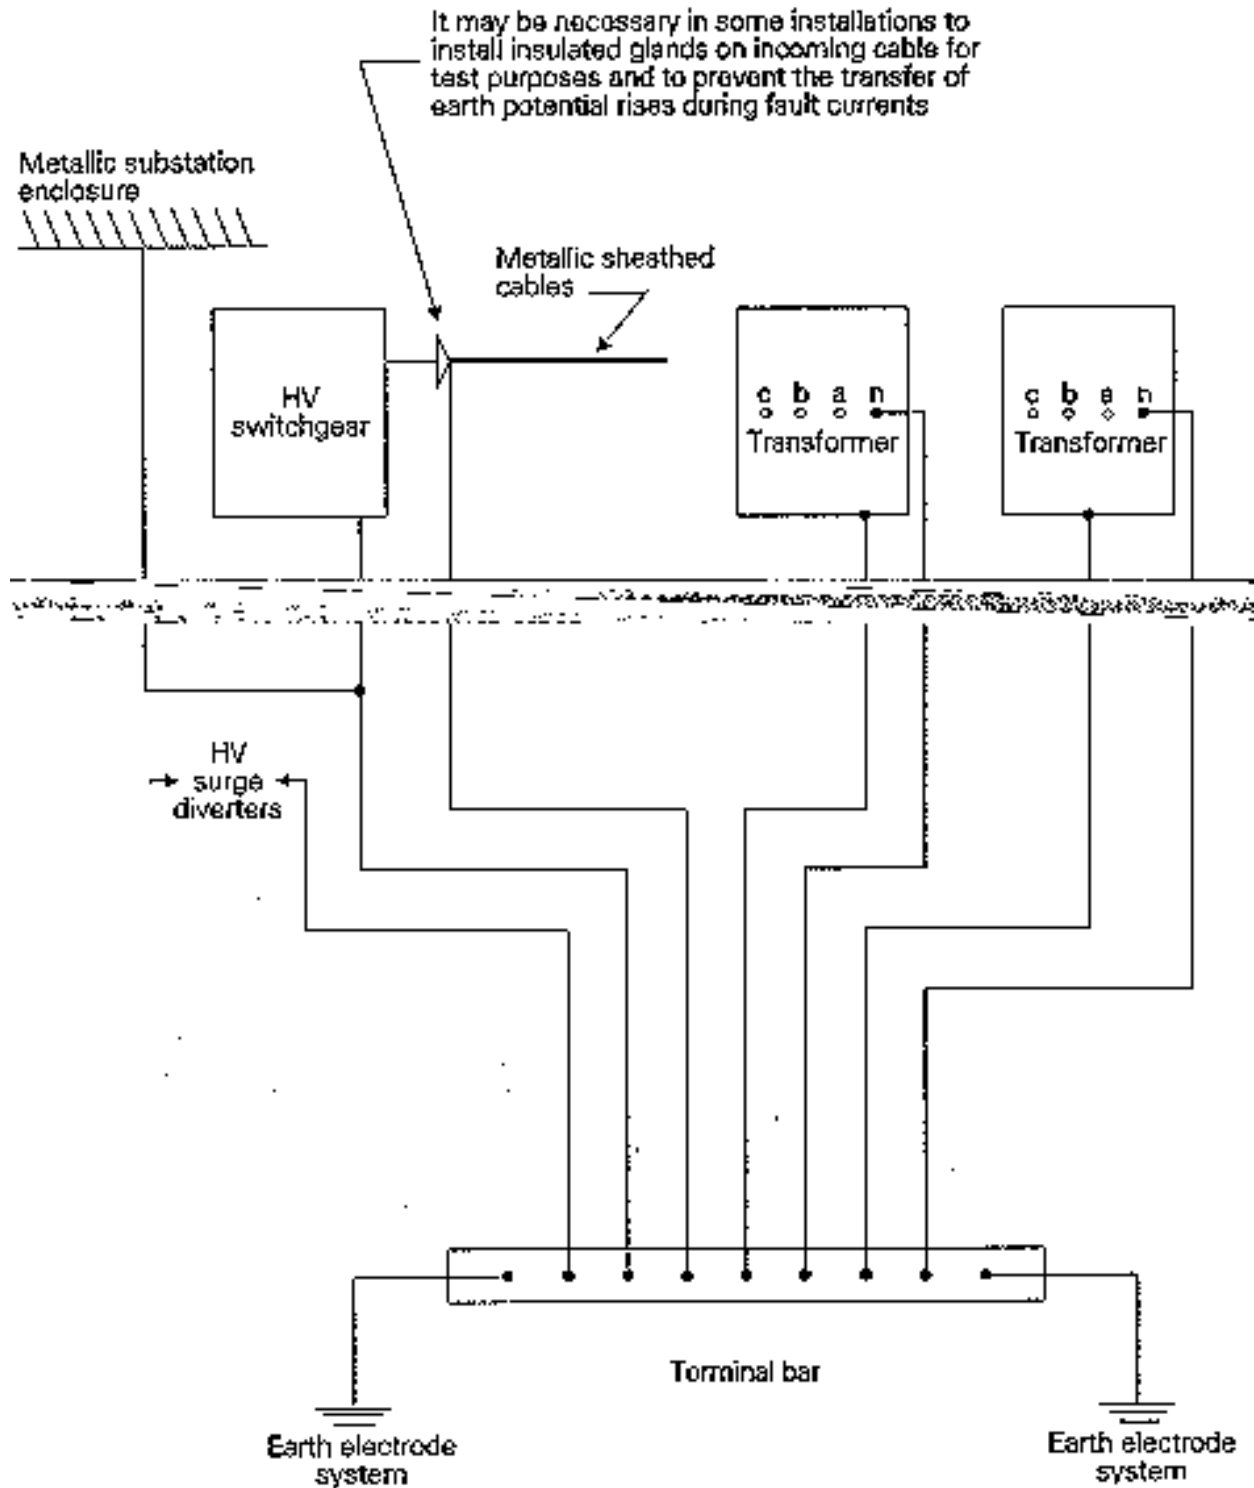 It may be necessary in some installations to
install insulated glands on incoming cable for
test purposes and to prevent the transfer of
earth potential rises during fault currents
Metallic substation
enclosure
Metallic sheathed
cables
HV
switchgear
c b a n
Transformer
c b a n
Transformer
HV
surge
diverters
Terminal bar
Earth electrode
system
Earth electrode
system